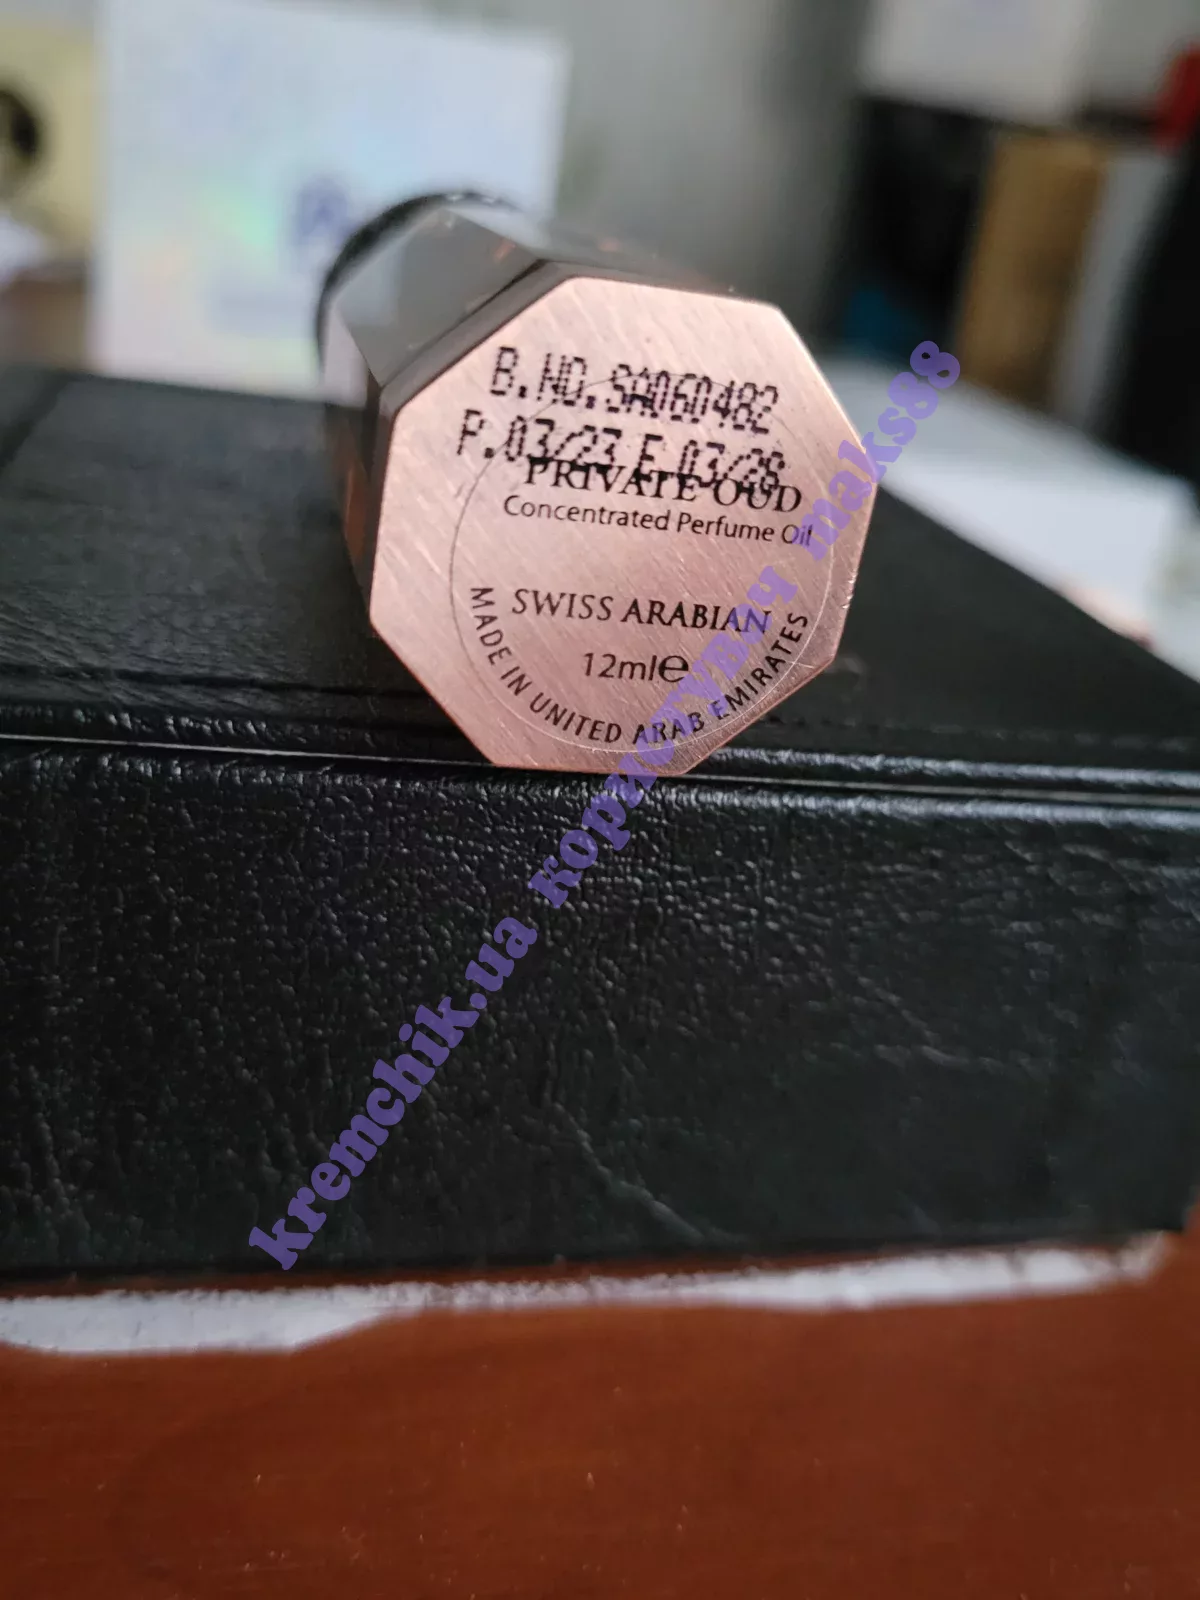 B.NO.SA060482
P.03/23 E.03/28
PRIVATE OUD
Concentrated Perfume Oil
SWISS ARABIAN
12ml℮
MADE IN UNITED ARAB EMIRATES
kremchik.ua користувач maks88